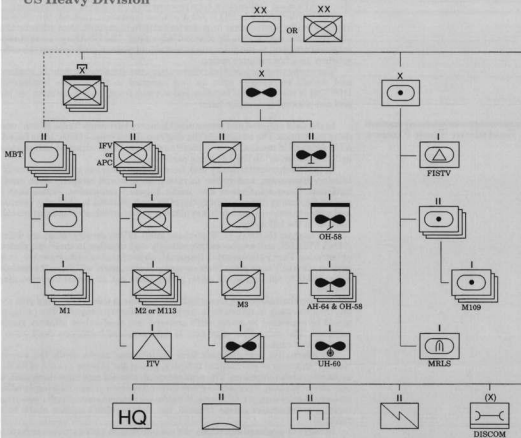 US Heavy Division
XX XX
OR
X X X
II II II II I
MBT
IFV
or
APC
FISTV
I I I I II
OH-58
I I I I I
M1
M2 or M113
M3
AH-64 & OH-58
M109
I I I I
ITV
UH-60
MRLS
I II II II (X)
HQ
DISCOM